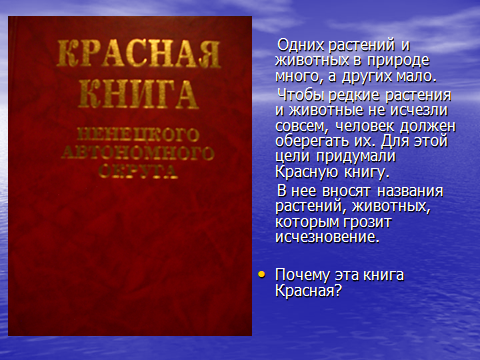 КРАСНАЯ
КНИГА
НЕНЕЦКОГО
АВТОНОМНОГО
ОКРУГА
Одних растений и
животных в природе
много, а других мало.
Чтобы редкие растения
и животные не исчезли
совсем, человек должен
оберегать их. Для этой
цели придумали
Красную книгу.
В нее вносят названия
растений, животных,
которым грозит
исчезновение.
Почему эта книга
Красная?